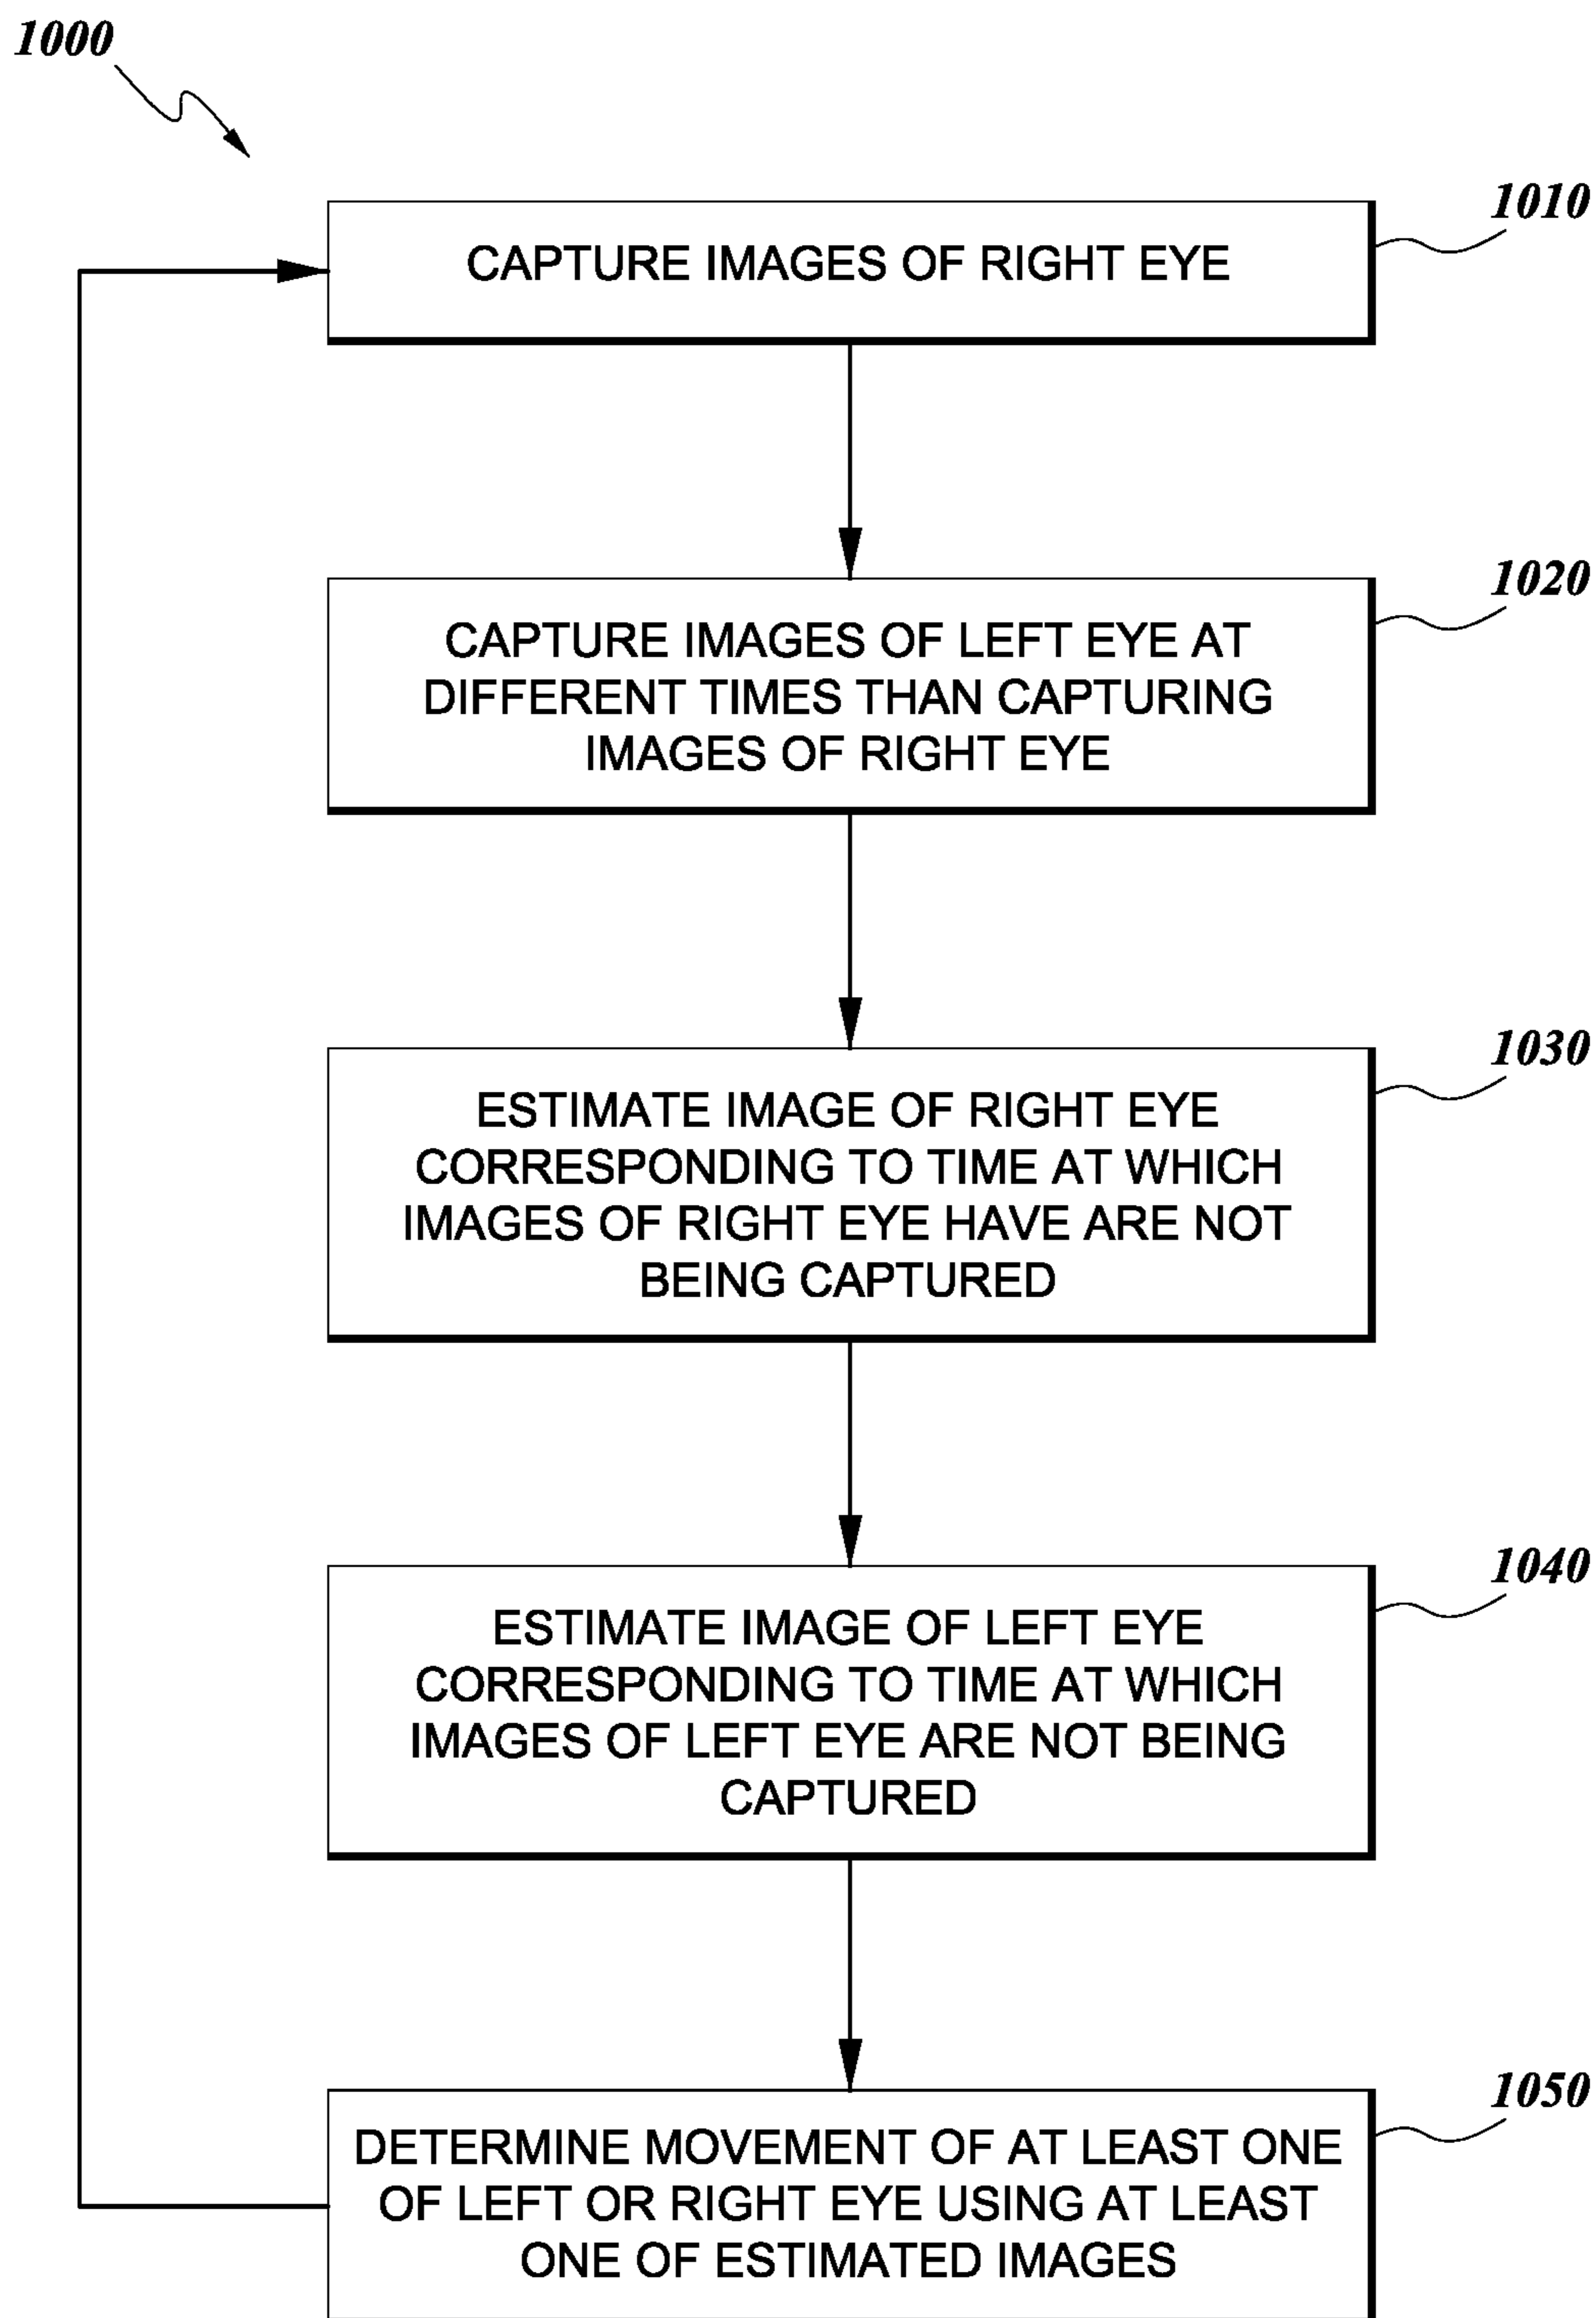 1000
1010
CAPTURE IMAGES OF RIGHT EYE
1020
CAPTURE IMAGES OF LEFT EYE AT
DIFFERENT TIMES THAN CAPTURING
IMAGES OF RIGHT EYE
1030
ESTIMATE IMAGE OF RIGHT EYE
CORRESPONDING TO TIME AT WHICH
IMAGES OF RIGHT EYE HAVE ARE NOT
BEING CAPTURED
1040
ESTIMATE IMAGE OF LEFT EYE
CORRESPONDING TO TIME AT WHICH
IMAGES OF LEFT EYE ARE NOT BEING
CAPTURED
1050
DETERMINE MOVEMENT OF AT LEAST ONE
OF LEFT OR RIGHT EYE USING AT LEAST
ONE OF ESTIMATED IMAGES